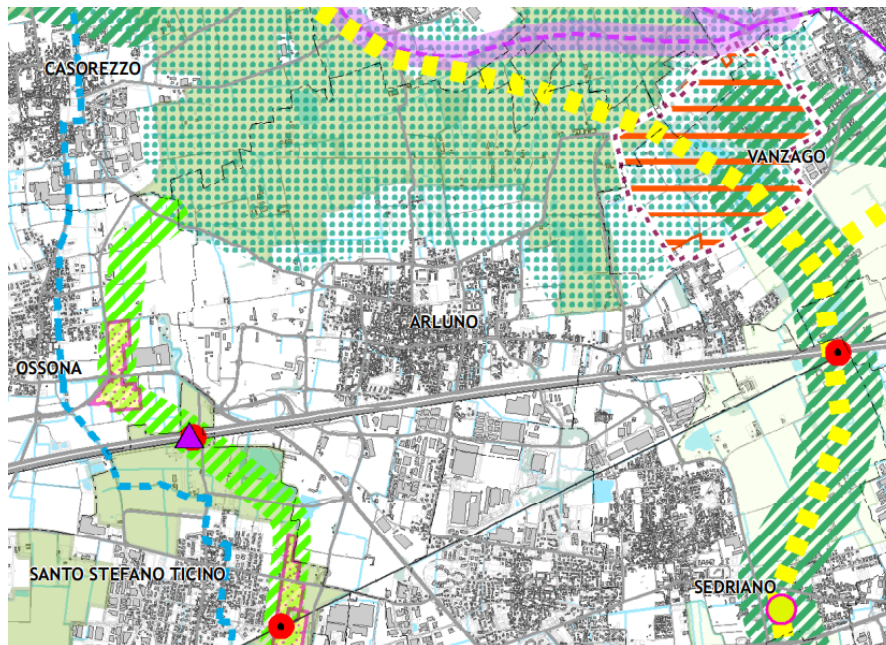 CASOREZZO
VANZAGO
ARLUNO
OSSONA
SANTO STEFANO TICINO
SEDRIANO